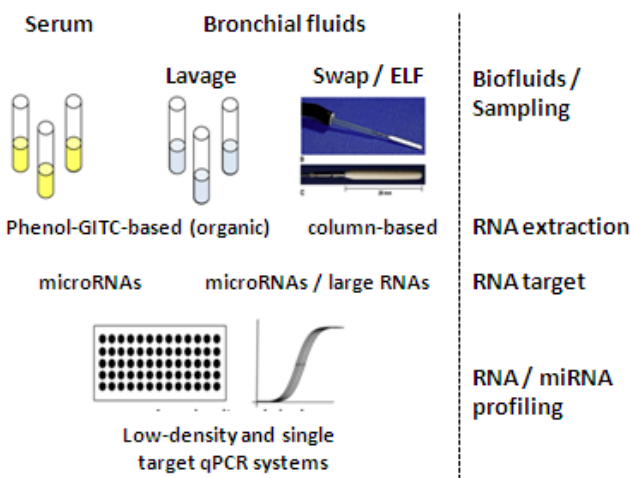 Serum
Bronchial fluids
Lavage
Swap / ELF
Biofluids /
Sampling
Phenol-GITC-based (organic)
column-based
RNA extraction
microRNAs
microRNAs / large RNAs
RNA target
RNA / miRNA
profiling
Low-density and single
target qPCR systems